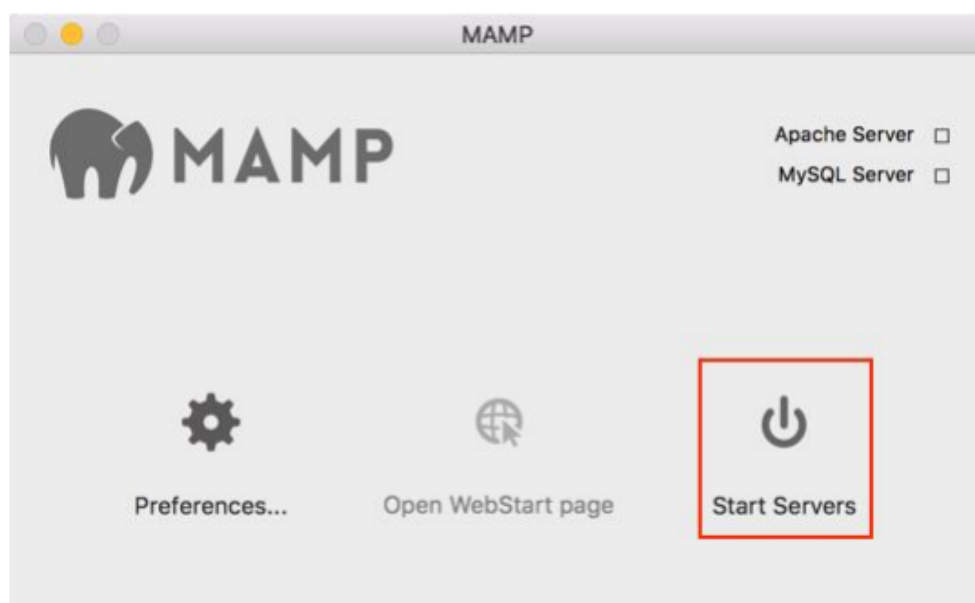 MAMP
MAMP
Apache Server
MySQL Server
Preferences...
Open WebStart page
Start Servers